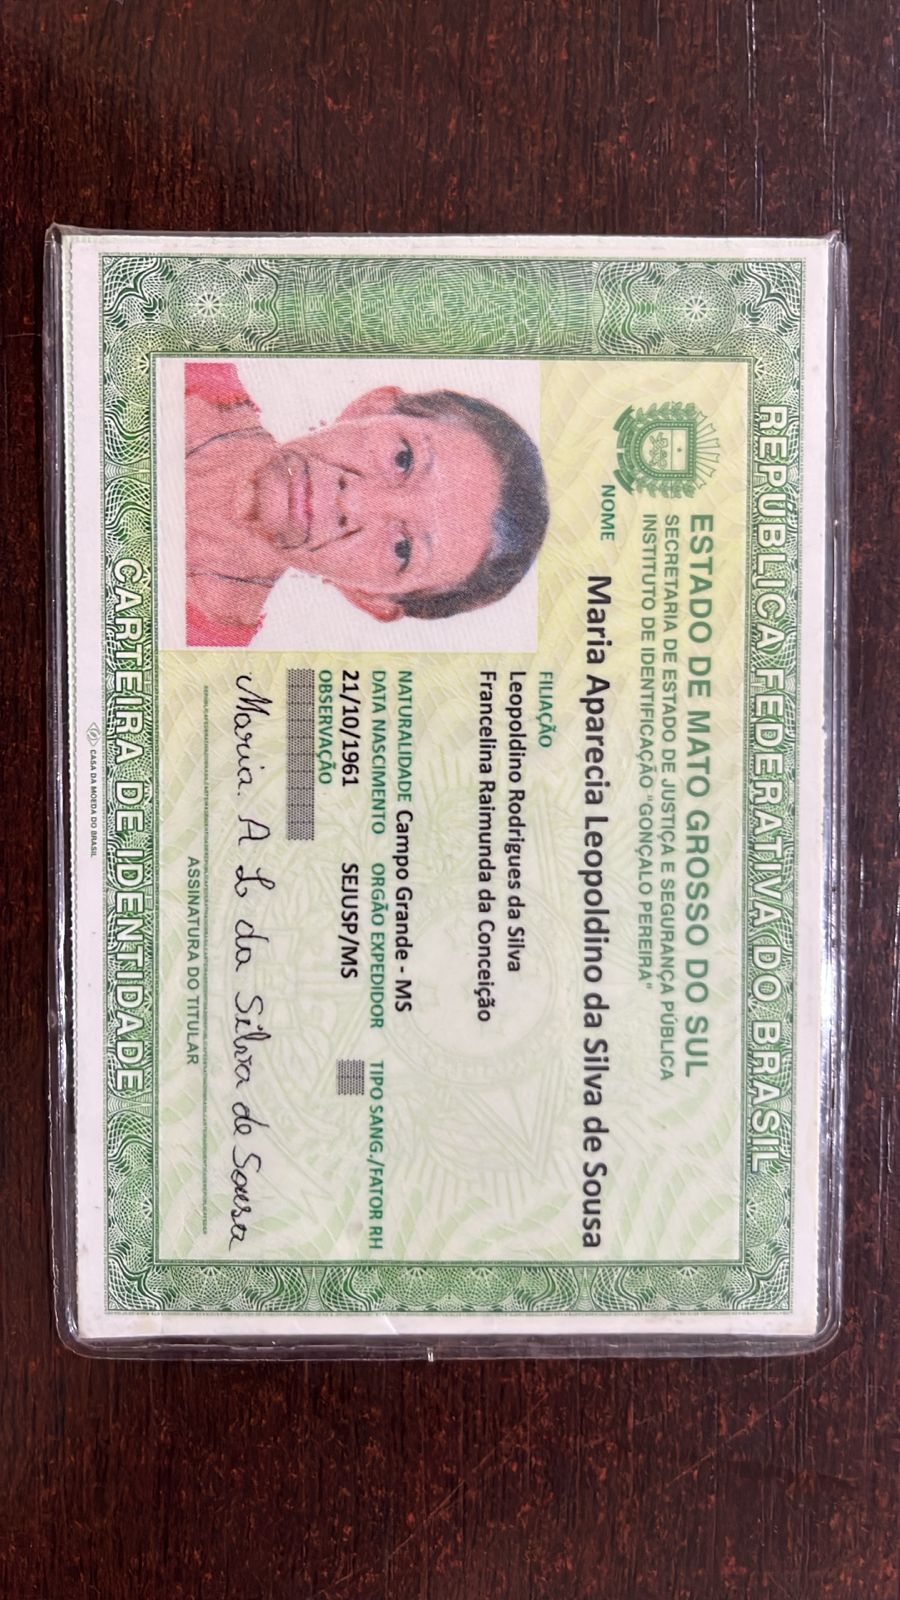 REPÚBLICA FEDERATIVA DO BRASIL
ESTADO DE MATO GROSSO DO SUL
SECRETARIA DE ESTADO DE JUSTIÇA E SEGURANÇA PÚBLICA
INSTITUTO DE IDENTIFICAÇÃO "GONÇALO PEREIRA"
NOME
Maria Aparecia Leopoldino da Silva de Sousa
FILIAÇÃO
Leopoldino Rodrigues da Silva
Francelina Raimunda da Conceição
NATURALIDADE Campo Grande - MS
DATA NASCIMENTO ORGÃO EXPEDIDOR TIPO SANG./FATOR RH
21/10/1961 SEJUSP/MS
OBSERVAÇÃO
Maria. A L da Silva de Sousa
ASSINATURA DO TITULAR
CARTEIRA DE IDENTIDADE
CASA DA MOEDA DO BRASIL